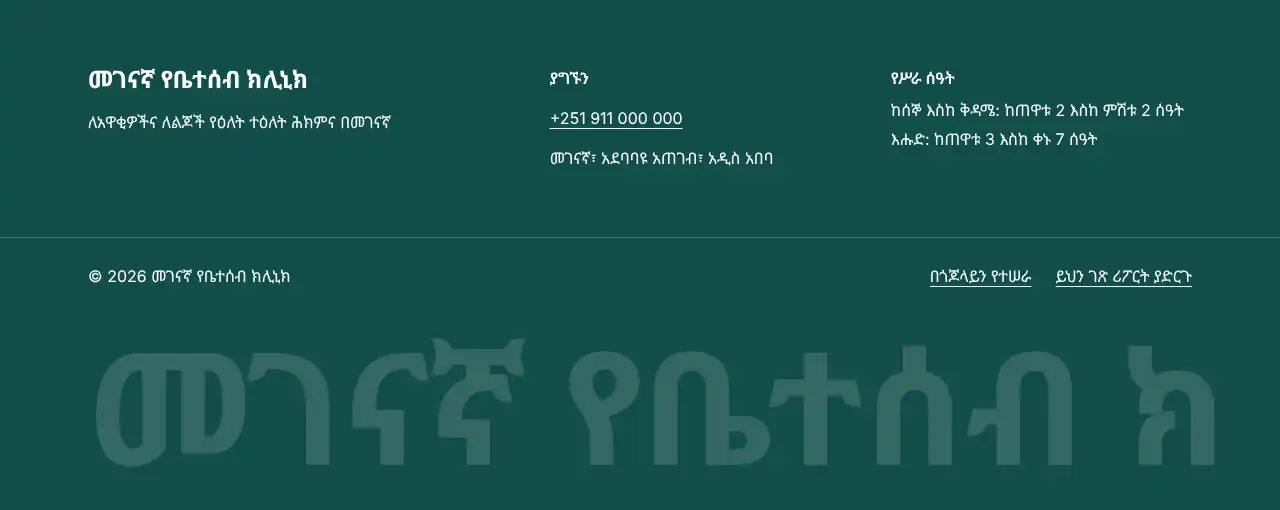 መገናኛ የቤተሰብ ክሊኒክ
ለአዋቂዎችና ለልጆች የዕለት ተዕለት ሕክምና በመገናኛ
ያግኙን
+251 911 000 000
መገናኛ፣ አደባባዩ አጠገብ፣ አዲስ አበባ
የሥራ ሰዓት
ከሰኞ እስከ ቅዳሜ: ከጠዋቱ 2 እስከ ምሽቱ 2 ሰዓት
እሑድ: ከጠዋቱ 3 እስከ ቀኑ 7 ሰዓት
© 2026 መገናኛ የቤተሰብ ክሊኒክ
በጎጆላይን የተሠራ
ይህን ገጽ ሪፖርት ያድርጉ
መገናኛ የቤተሰብ ክ